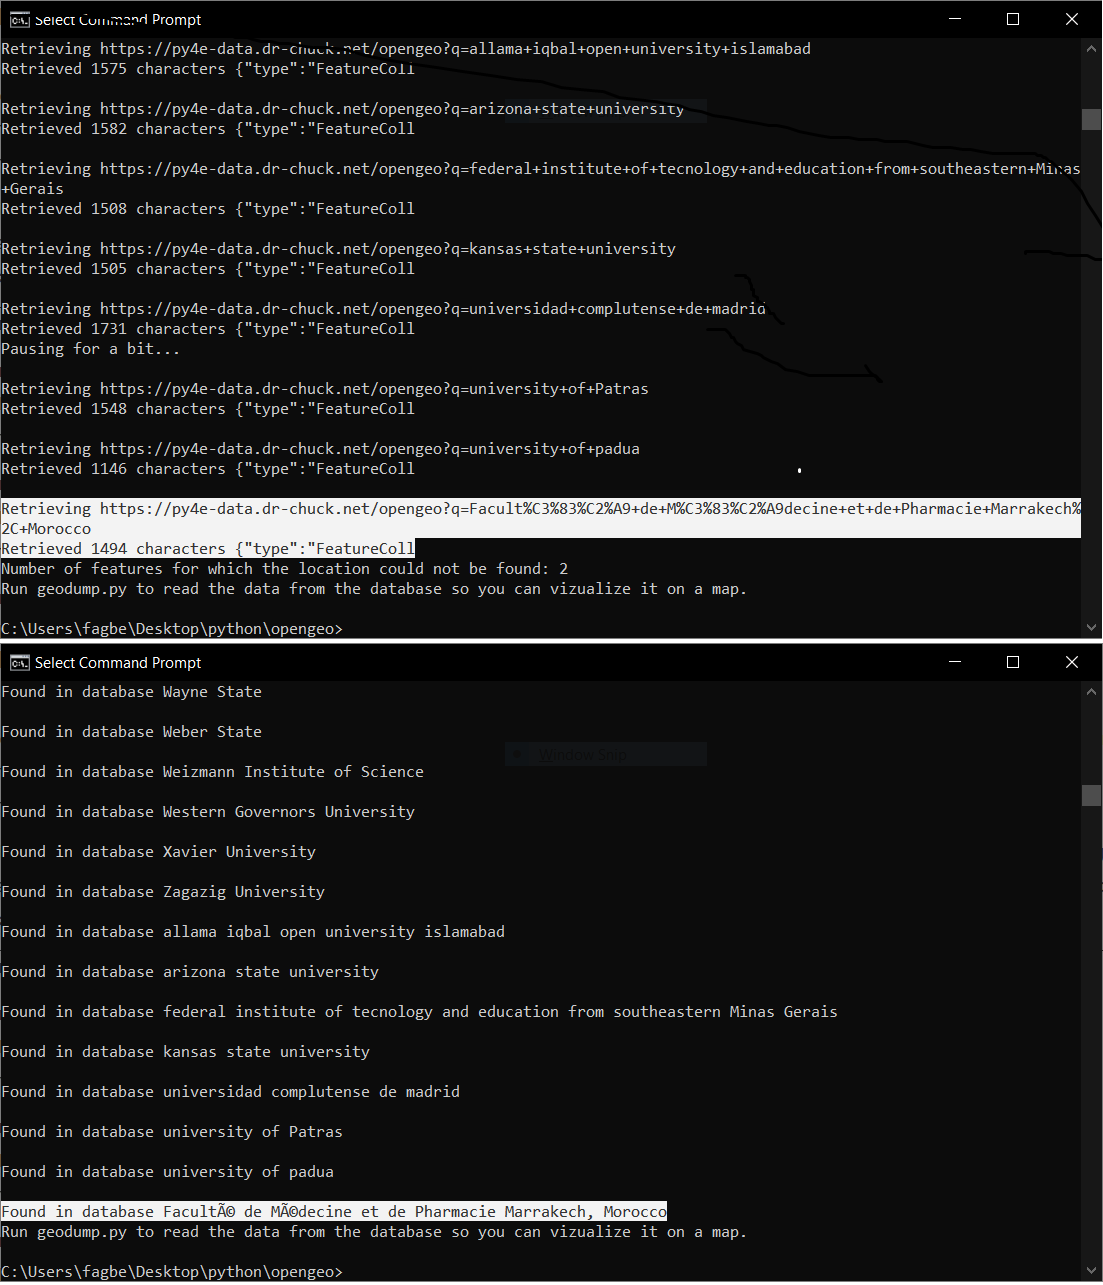 Select Command Prompt
Retrieving https://py4e-data.dr-chuck.net/opengeo?q=allama+iqbal+open+university+islamabad
Retrieved 1575 characters {"type":"FeatureColl
Retrieving https://py4e-data.dr-chuck.net/opengeo?q=arizona+state+university
Retrieved 1582 characters {"type":"FeatureColl
Retrieving https://py4e-data.dr-chuck.net/opengeo?q=federal+institute+of+tecnology+and+education+from+southeastern+Minas
+Gerais
Retrieved 1508 characters {"type":"FeatureColl
Retrieving https://py4e-data.dr-chuck.net/opengeo?q=kansas+state+university
Retrieved 1505 characters {"type":"FeatureColl
Retrieving https://py4e-data.dr-chuck.net/opengeo?q=universidad+complutense+de+madrid
Retrieved 1731 characters {"type":"FeatureColl
Pausing for a bit...
Retrieving https://py4e-data.dr-chuck.net/opengeo?q=university+of+Patras
Retrieved 1548 characters {"type":"FeatureColl
Retrieving https://py4e-data.dr-chuck.net/opengeo?q=university+of+padua
Retrieved 1146 characters {"type":"FeatureColl
Retrieving https://py4e-data.dr-chuck.net/opengeo?q=Facult%C3%83%C2%A9+de+M%C3%83%C2%A9decine+et+de+Pharmacie+Marrakech%
2C+Morocco
Retrieved 1494 characters {"type":"FeatureColl
Number of features for which the location could not be found: 2
Run geodump.py to read the data from the database so you can vizualize it on a map.
C:\Users\fagbe\Desktop\python\opengeo>
Select Command Prompt
Found in database Wayne State
Found in database Weber State
Window Snip
Found in database Weizmann Institute of Science
Found in database Western Governors University
Found in database Xavier University
Found in database Zagazig University
Found in database allama iqbal open university islamabad
Found in database arizona state university
Found in database federal institute of tecnology and education from southeastern Minas Gerais
Found in database kansas state university
Found in database universidad complutense de madrid
Found in database university of Patras
Found in database university of padua
Found in database FacultÃ© de MÃ©decine et de Pharmacie Marrakech, Morocco
Run geodump.py to read the data from the database so you can vizualize it on a map.
C:\Users\fagbe\Desktop\python\opengeo>